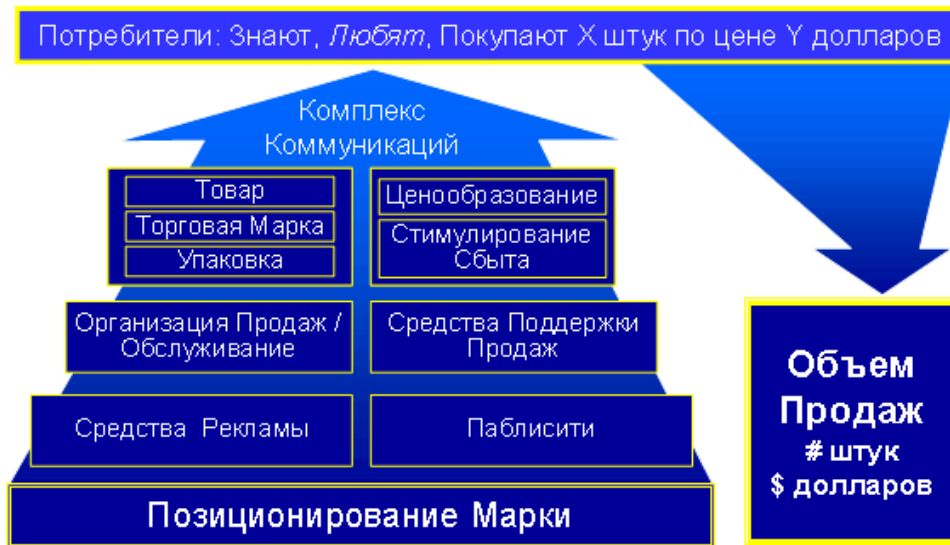 Потребители: Знают, Любят, Покупают X штук по цене Y долларов
Комплекс
Коммуникаций
Товар
Торговая Марка
Упаковка
Ценообразование
Стимулирование
Сбыта
Организация Продаж /
Обслуживание
Средства Поддержки
Продаж
Средства Рекламы
Паблисити
Позиционирование Марки
Объем
Продаж
# штук
$ долларов